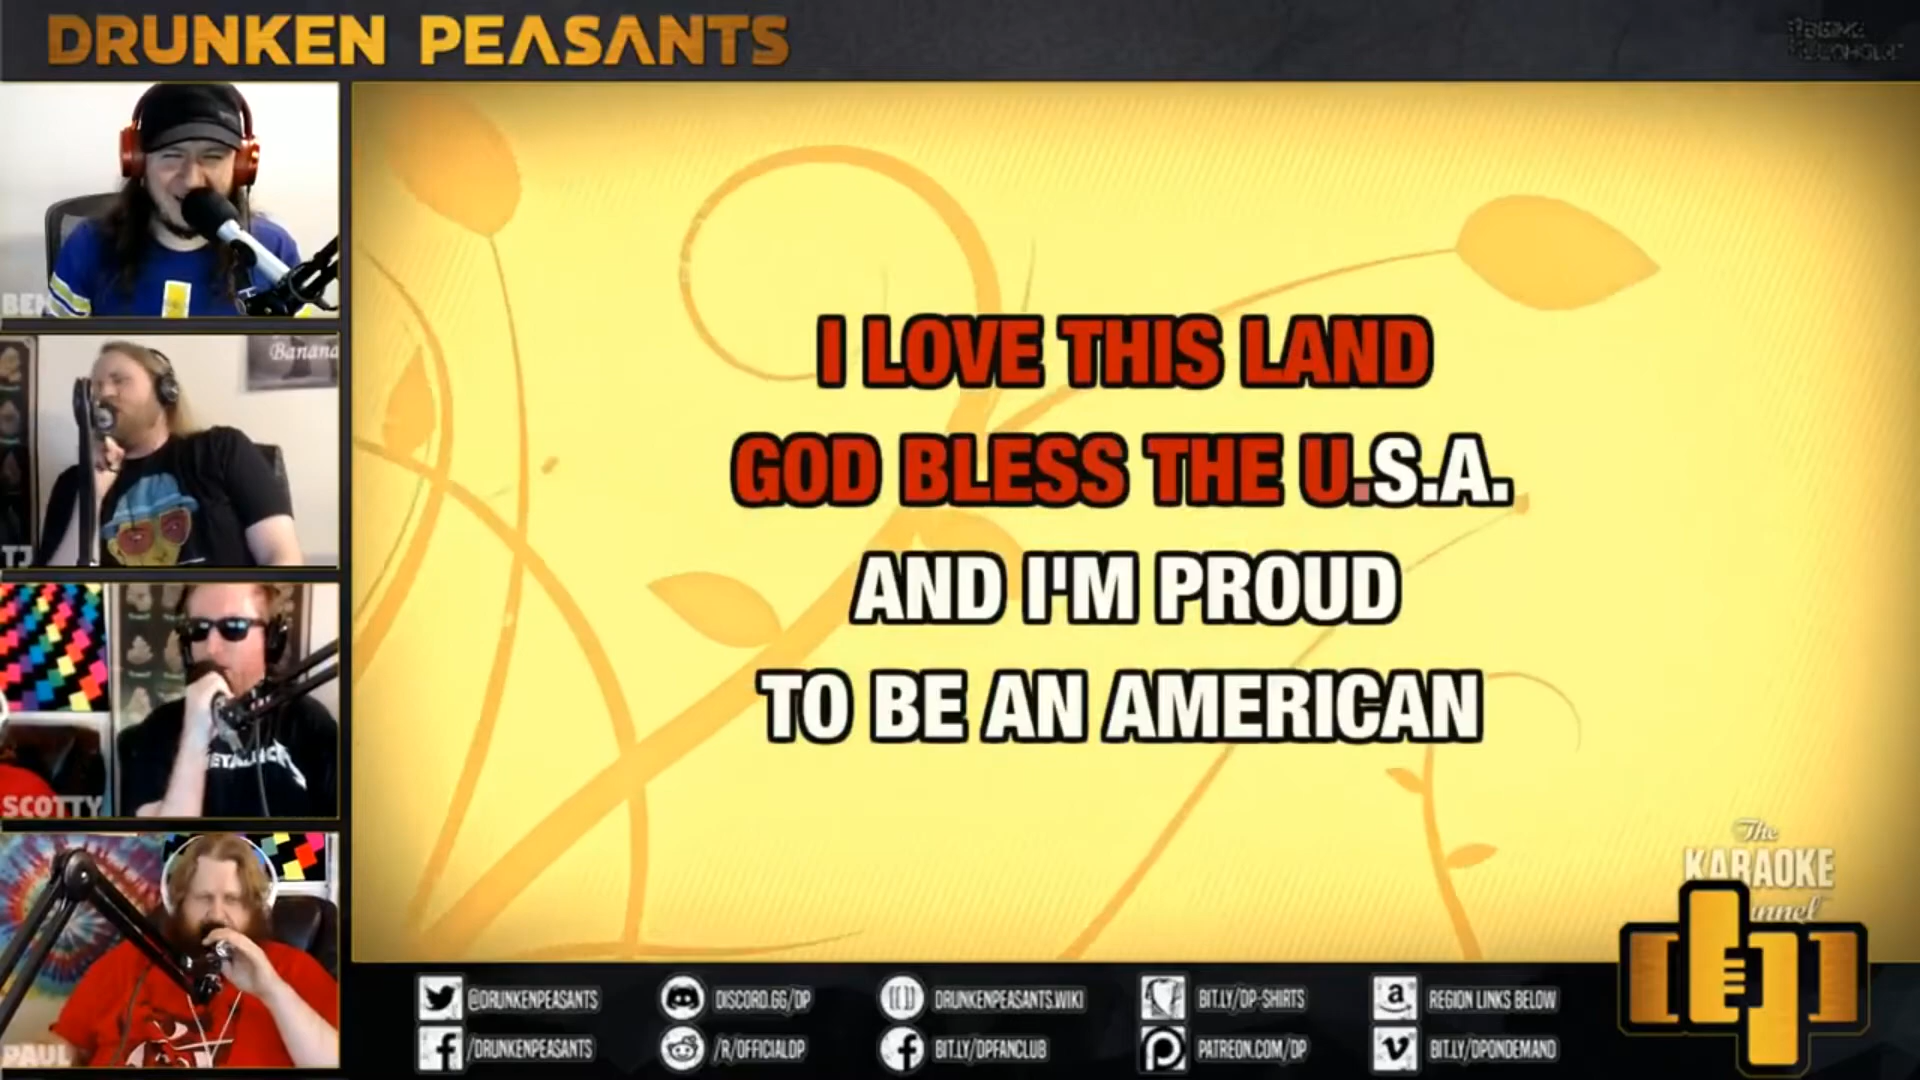 DRUNKEN PEASANTS
BEN
Banana
TJ
SCOTTY
PAUL
I LOVE THIS LAND
GOD BLESS THE U.S.A.
AND I'M PROUD
TO BE AN AMERICAN
The
KARAOKE
@DRUNKENPEASANTS
DISCORD.GG/DP
DRUNKENPEASANTS.WIKI
BIT.LY/DP-SHIRTS
REGION LINKS BELOW
/DRUNKENPEASANTS
/R/OFFICIALDP
BIT.LY/DPFANCLUB
PATREON.COM/DP
BIT.LY/DPONDEMAND